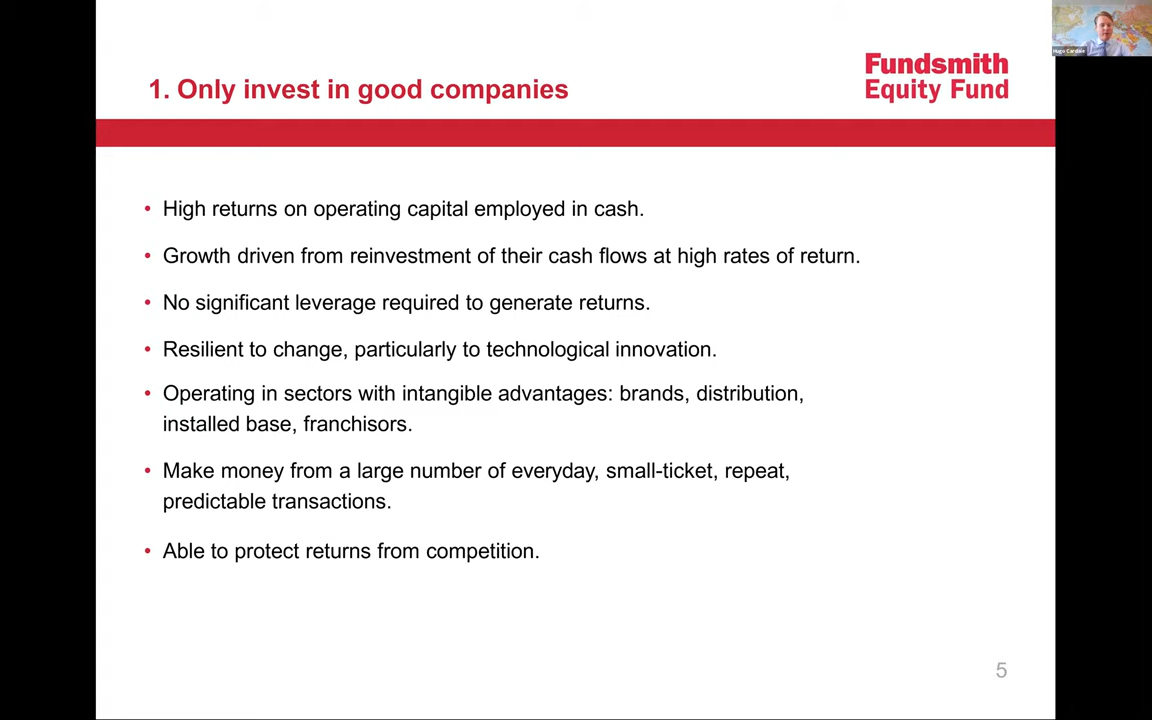 Hugo Cardale
Fundsmith
Equity Fund
1. Only invest in good companies
• High returns on operating capital employed in cash.
• Growth driven from reinvestment of their cash flows at high rates of return.
• No significant leverage required to generate returns.
• Resilient to change, particularly to technological innovation.
• Operating in sectors with intangible advantages: brands, distribution,
installed base, franchisors.
• Make money from a large number of everyday, small-ticket, repeat,
predictable transactions.
• Able to protect returns from competition.
5